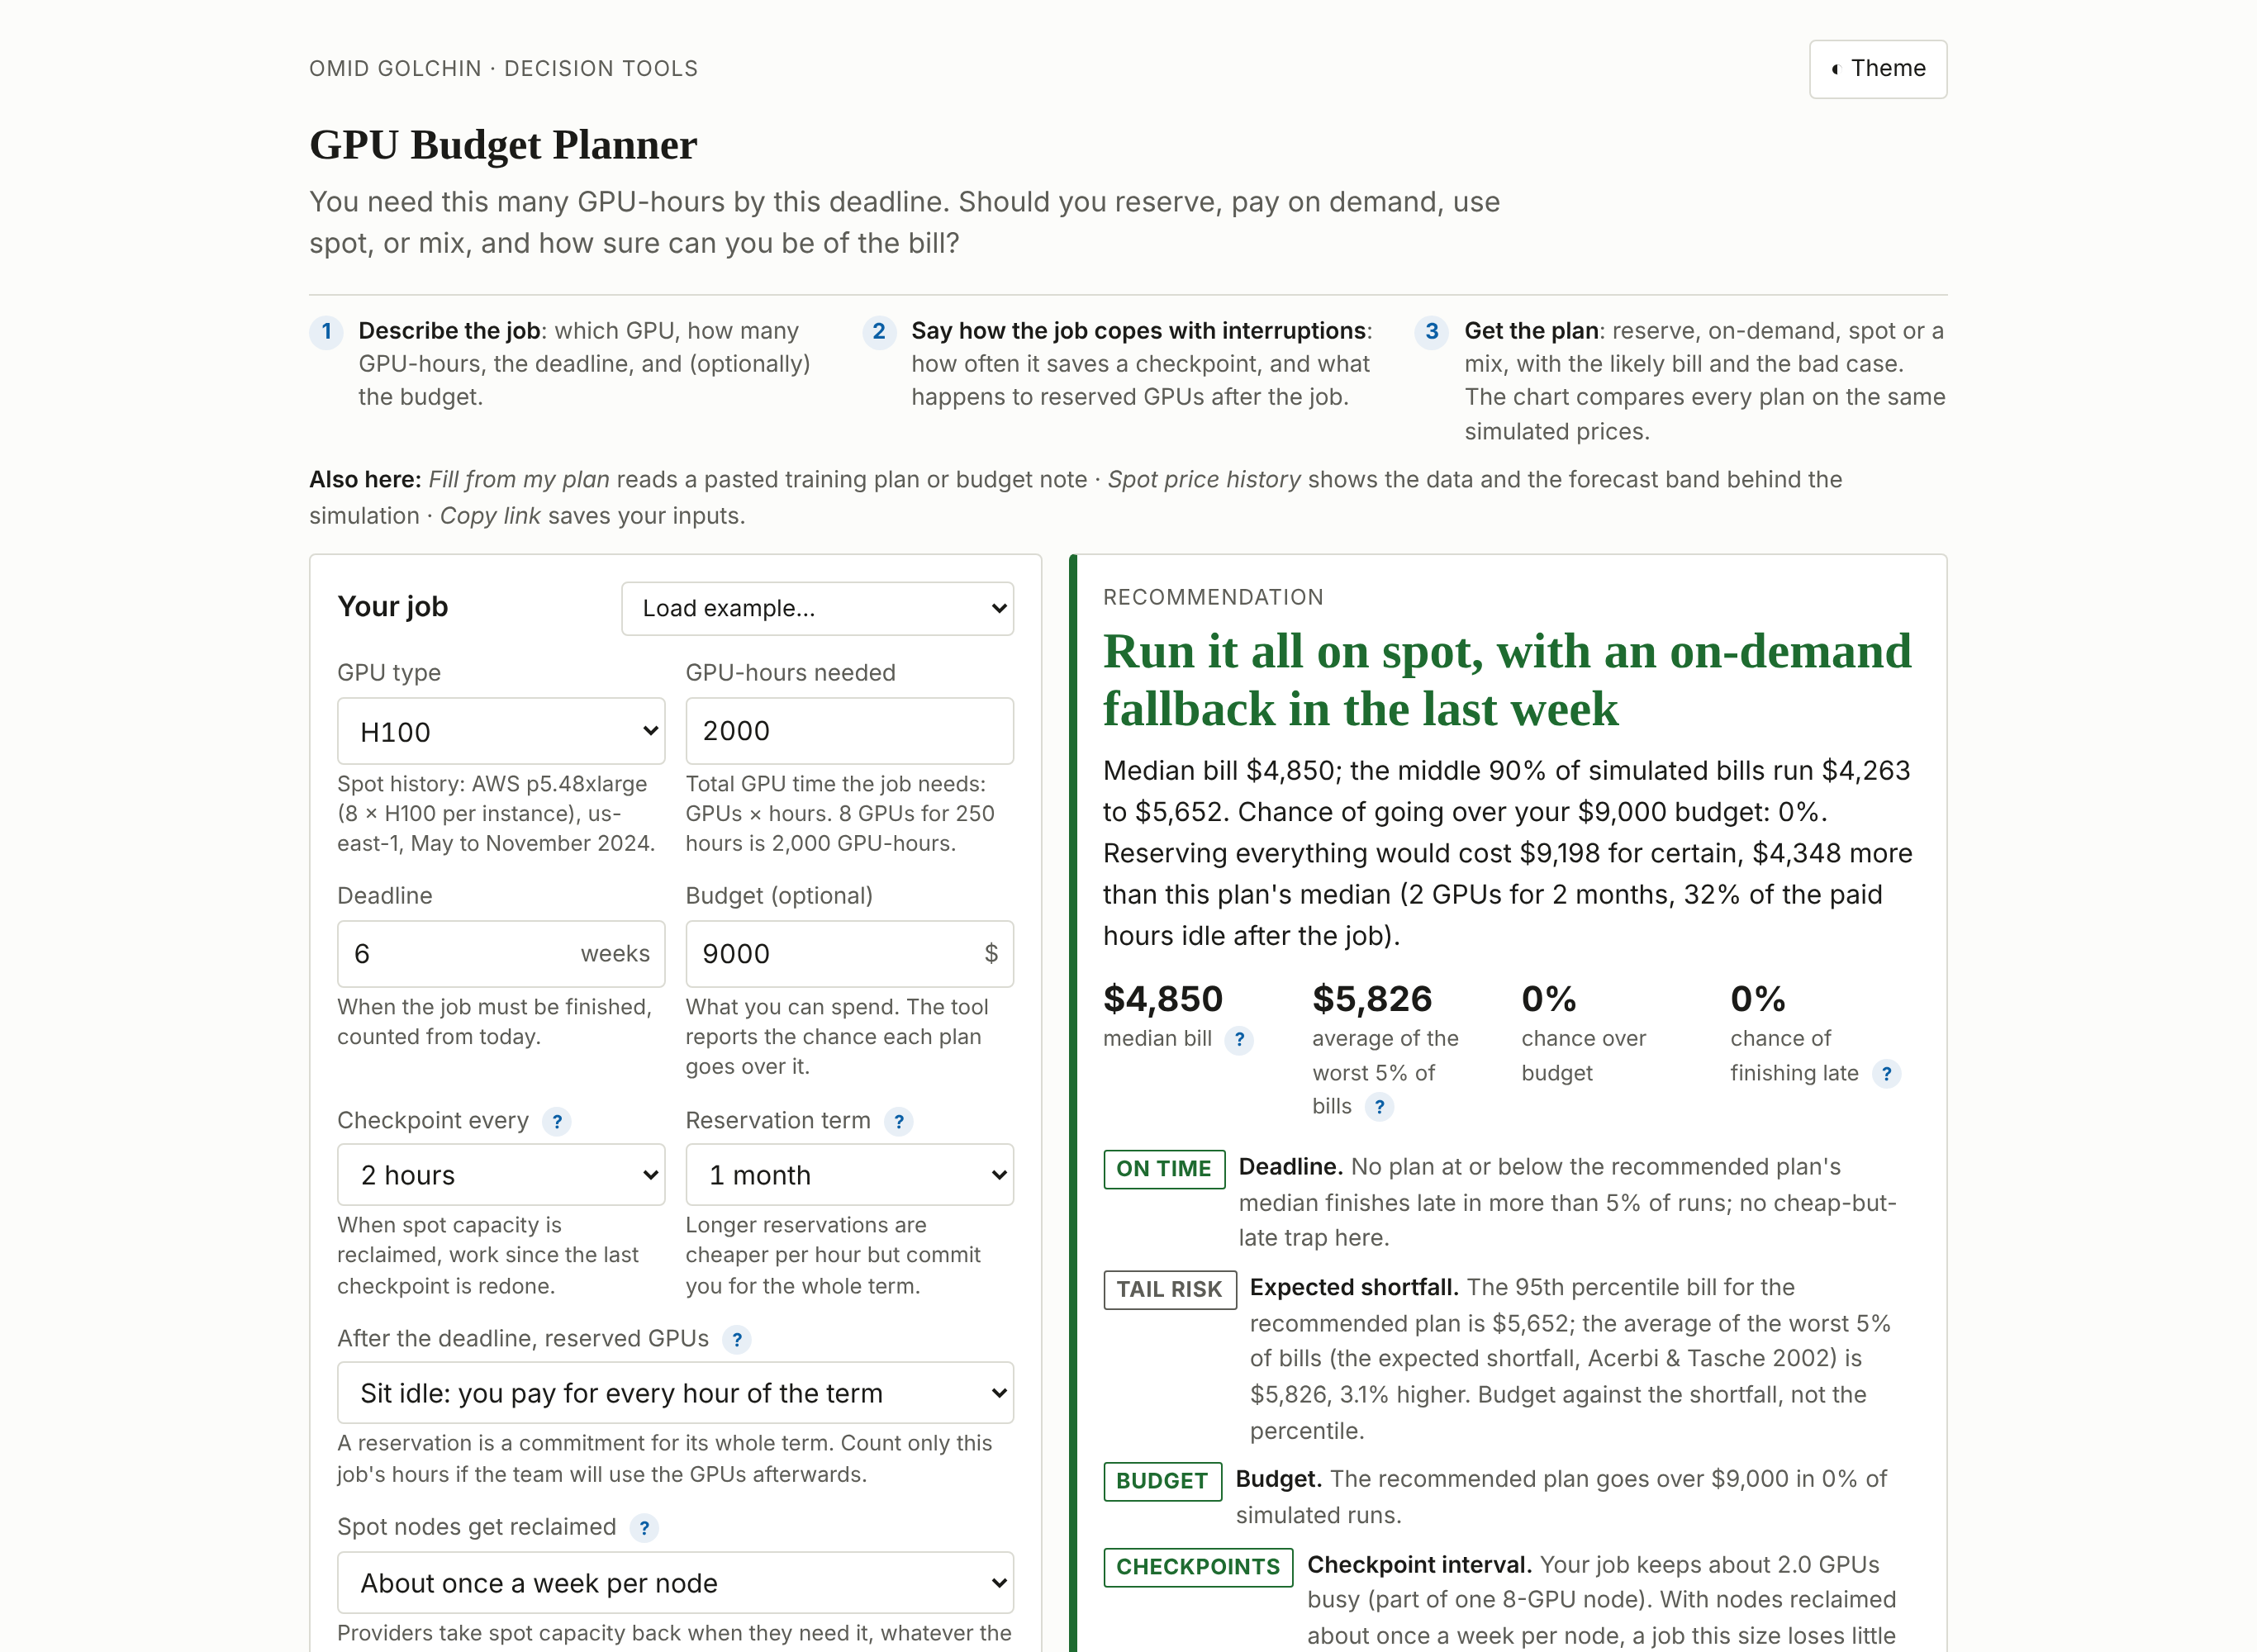 OMID GOLCHIN · DECISION TOOLS
Theme
GPU Budget Planner
You need this many GPU-hours by this deadline. Should you reserve, pay on demand, use
spot, or mix, and how sure can you be of the bill?
1 Describe the job: which GPU, how many
GPU-hours, the deadline, and (optionally)
the budget.
2 Say how the job copes with interruptions:
how often it saves a checkpoint, and what
happens to reserved GPUs after the job.
3 Get the plan: reserve, on-demand, spot or a
mix, with the likely bill and the bad case.
The chart compares every plan on the same
simulated prices.
Also here: Fill from my plan reads a pasted training plan or budget note · Spot price history shows the data and the forecast band behind the
simulation · Copy link saves your inputs.
Your job
Load example...
GPU type
H100
Spot history: AWS p5.48xlarge
(8 × H100 per instance), us-
east-1, May to November 2024.
GPU-hours needed
2000
Total GPU time the job needs:
GPUs × hours. 8 GPUs for 250
hours is 2,000 GPU-hours.
Deadline
6 weeks
When the job must be finished,
counted from today.
Budget (optional)
9000 $
What you can spend. The tool
reports the chance each plan
goes over it.
Checkpoint every ?
2 hours
When spot capacity is
reclaimed, work since the last
checkpoint is redone.
Reservation term ?
1 month
Longer reservations are
cheaper per hour but commit
you for the whole term.
After the deadline, reserved GPUs ?
Sit idle: you pay for every hour of the term
A reservation is a commitment for its whole term. Count only this
job's hours if the team will use the GPUs afterwards.
Spot nodes get reclaimed ?
About once a week per node
Providers take spot capacity back when they need it, whatever the
RECOMMENDATION
Run it all on spot, with an on-demand
fallback in the last week
Median bill $4,850; the middle 90% of simulated bills run $4,263
to $5,652. Chance of going over your $9,000 budget: 0%.
Reserving everything would cost $9,198 for certain, $4,348 more
than this plan's median (2 GPUs for 2 months, 32% of the paid
hours idle after the job).
$4,850
median bill ?
$5,826
average of the
worst 5% of
bills ?
0%
chance over
budget
0%
chance of
finishing late ?
ON TIME Deadline. No plan at or below the recommended plan's
median finishes late in more than 5% of runs; no cheap-but-
late trap here.
TAIL RISK Expected shortfall. The 95th percentile bill for the
recommended plan is $5,652; the average of the worst 5%
of bills (the expected shortfall, Acerbi & Tasche 2002) is
$5,826, 3.1% higher. Budget against the shortfall, not the
percentile.
BUDGET Budget. The recommended plan goes over $9,000 in 0% of
simulated runs.
CHECKPOINTS Checkpoint interval. Your job keeps about 2.0 GPUs
busy (part of one 8-GPU node). With nodes reclaimed
about once a week per node, a job this size loses little